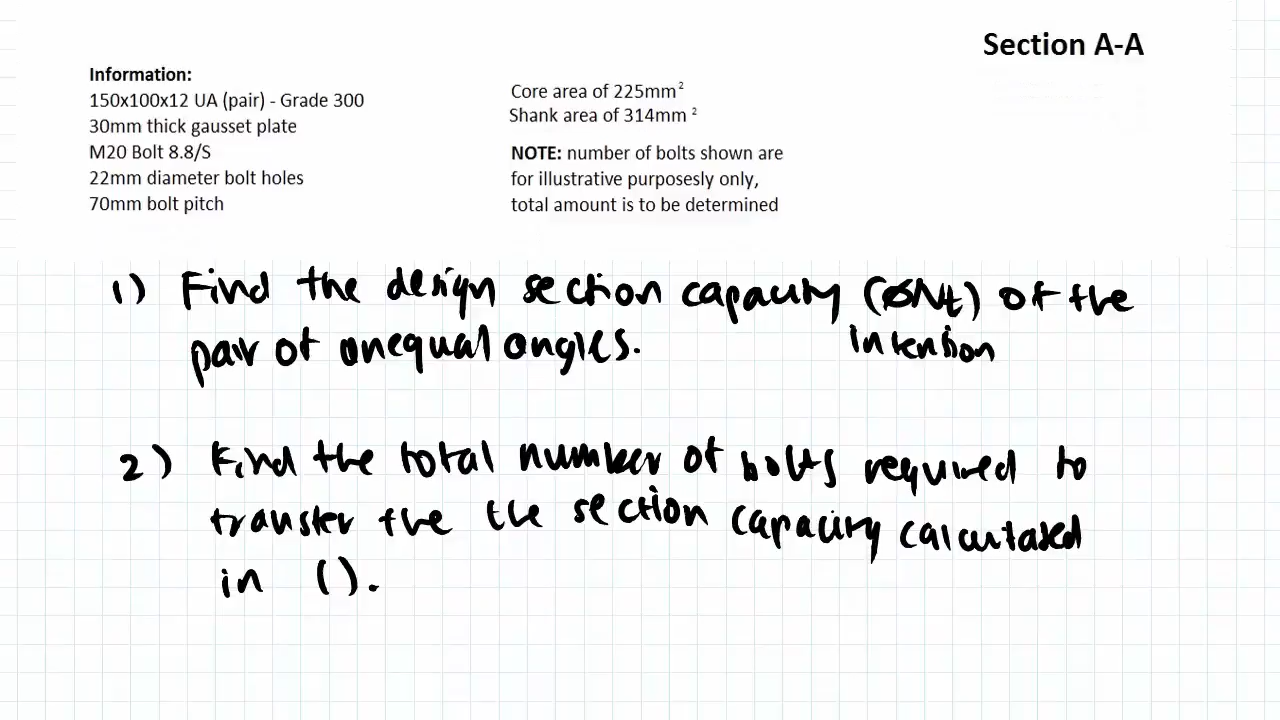 Section A-A
Information:
150x100x12 UA (pair) - Grade 300
30mm thick gausset plate
M20 Bolt 8.8/S
22mm diameter bolt holes
70mm bolt pitch
Core area of 225mm²
Shank area of 314mm ²
NOTE: number of bolts shown are
for illustrative purposesly only,
total amount is to be determined
1) Find the design section capacity (ØNt) of the
pair of unequal angles. in tension
2) Find the total number of bolts required to
transfer the the section capacity calculated
in ().